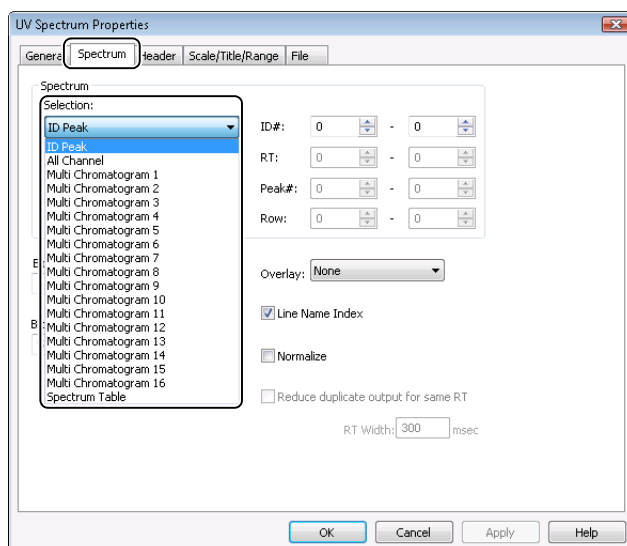 UV Spectrum Properties
General Spectrum Header Scale/Title/Range File
Spectrum
Selection:
ID Peak
ID Peak
All Channel
Multi Chromatogram 1
Multi Chromatogram 2
Multi Chromatogram 3
Multi Chromatogram 4
Multi Chromatogram 5
Multi Chromatogram 6
Multi Chromatogram 7
Multi Chromatogram 8
Multi Chromatogram 9
Multi Chromatogram 10
Multi Chromatogram 11
Multi Chromatogram 12
Multi Chromatogram 13
Multi Chromatogram 14
Multi Chromatogram 15
Multi Chromatogram 16
Spectrum Table
ID#: 0 - 0
RT: 0 - 0
Peak#: 0 - 0
Row: 0 - 0
Overlay: None
Line Name Index
Normalize
Reduce duplicate output for same RT
RT Width: 300 msec
OK Cancel Apply Help